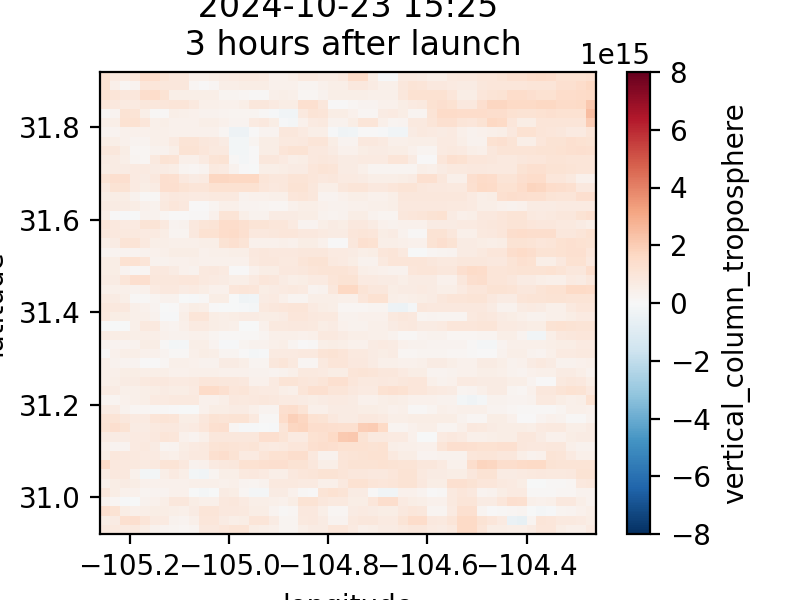 2024-10-23 15:25
3 hours after launch
1e15
8
6
4
2
0
−2
−4
−6
−8
vertical_column_troposphere
31.8
31.6
31.4
31.2
31.0
latitude
−105.2 −105.0 −104.8 −104.6 −104.4
longitude